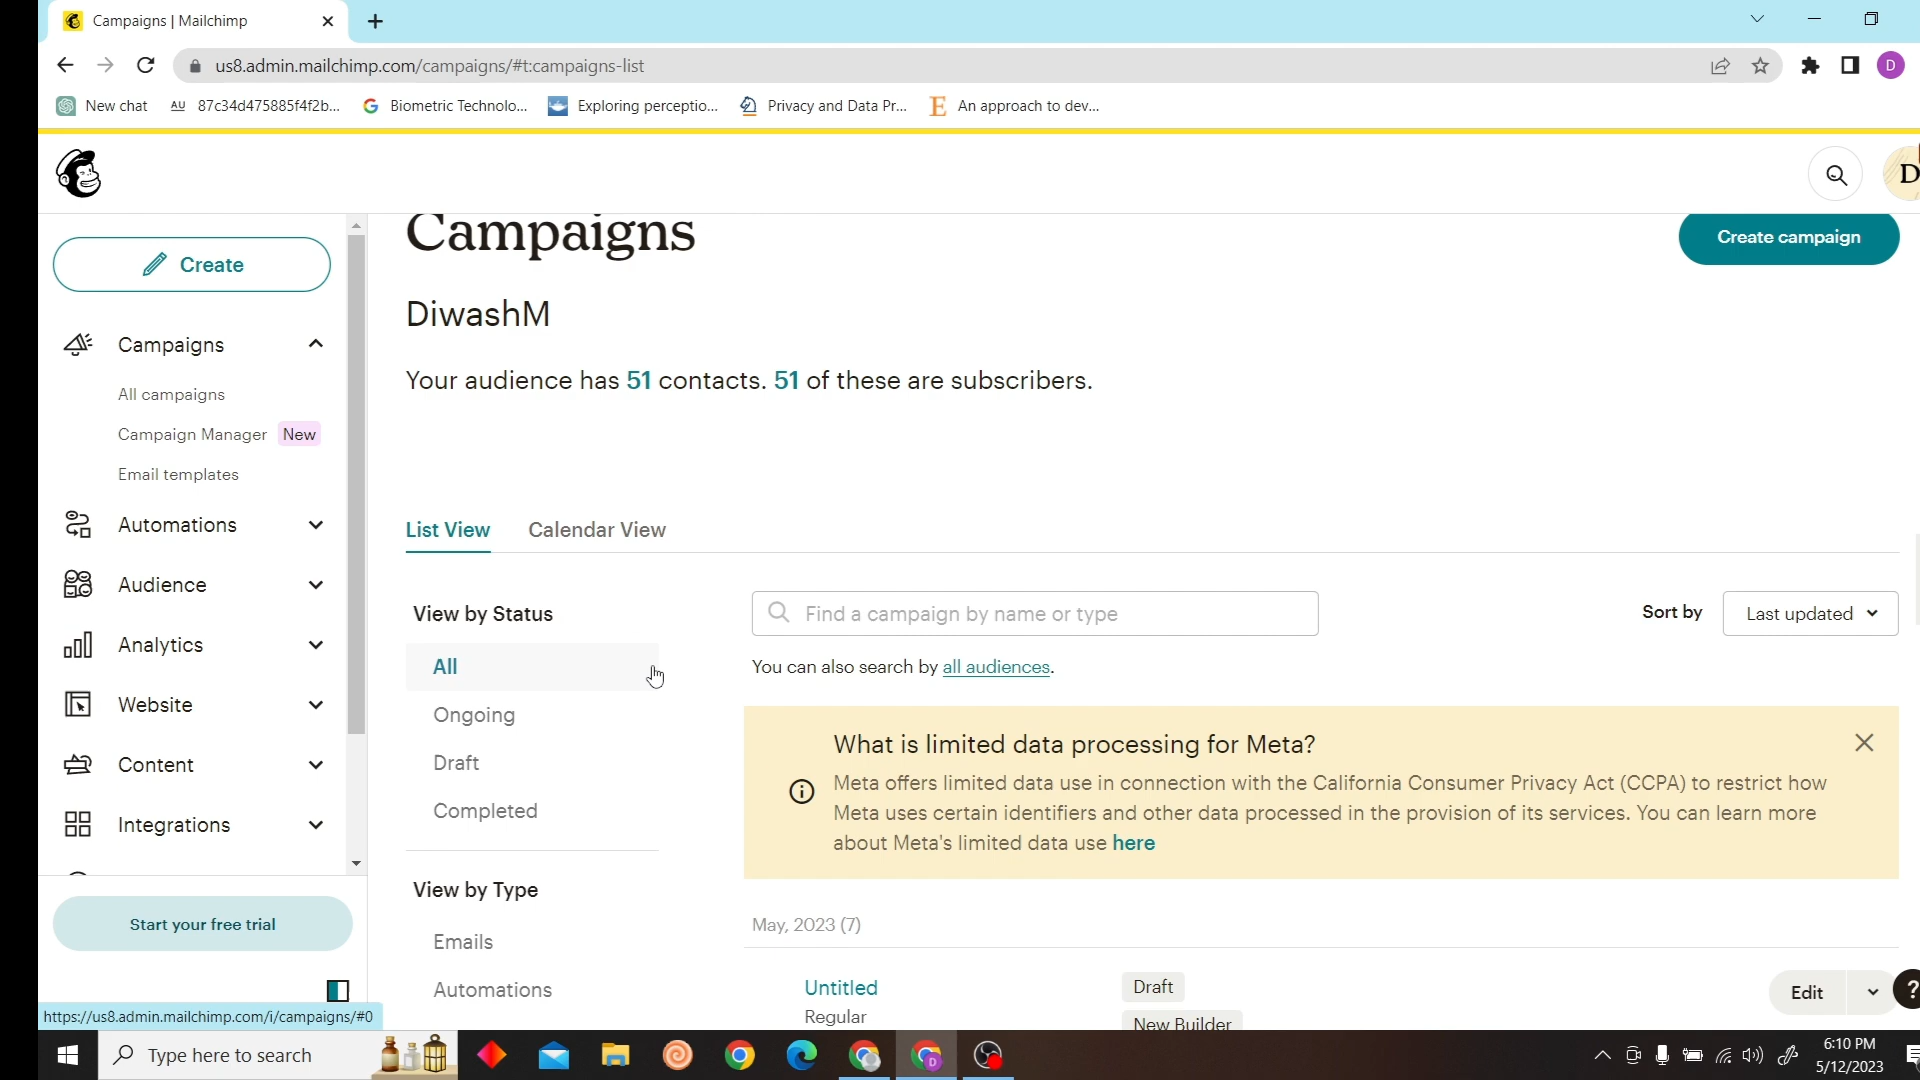 Campaigns | Mailchimp
us8.admin.mailchimp.com/campaigns/#t:campaigns-list
D
New chat
AU 87c34d475885f4f2b...
Biometric Technolo...
Exploring perceptio...
Privacy and Data Pr...
An approach to dev...
D
Create
Campaigns
All campaigns
Campaign Manager New
Email templates
Automations
Audience
Analytics
Website
Content
Integrations
Start your free trial
https://us8.admin.mailchimp.com/i/campaigns/#0
Campaigns
Create campaign
DiwashM
Your audience has 51 contacts. 51 of these are subscribers.
List View
Calendar View
View by Status
All
Ongoing
Draft
Completed
View by Type
Emails
Automations
Find a campaign by name or type
Sort by
Last updated
You can also search by all audiences.
What is limited data processing for Meta?
Meta offers limited data use in connection with the California Consumer Privacy Act (CCPA) to restrict how
Meta uses certain identifiers and other data processed in the provision of its services. You can learn more
about Meta's limited data use here
May, 2023 (7)
Untitled
Regular
Draft
New Builder
Edit
?
Type here to search
D
6:10 PM
5/12/2023